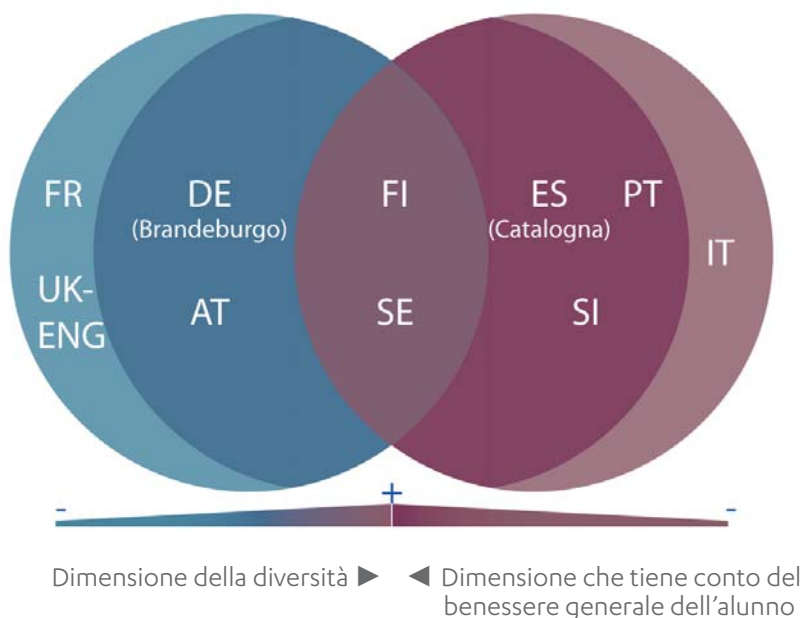 FR
DE
(Brandeburgo)
FI
ES
(Catalogna)
PT
IT
UK-
ENG
AT
SE
SI
- + -
Dimensione della diversità ►
◄ Dimensione che tiene conto del
benessere generale dell'alunno